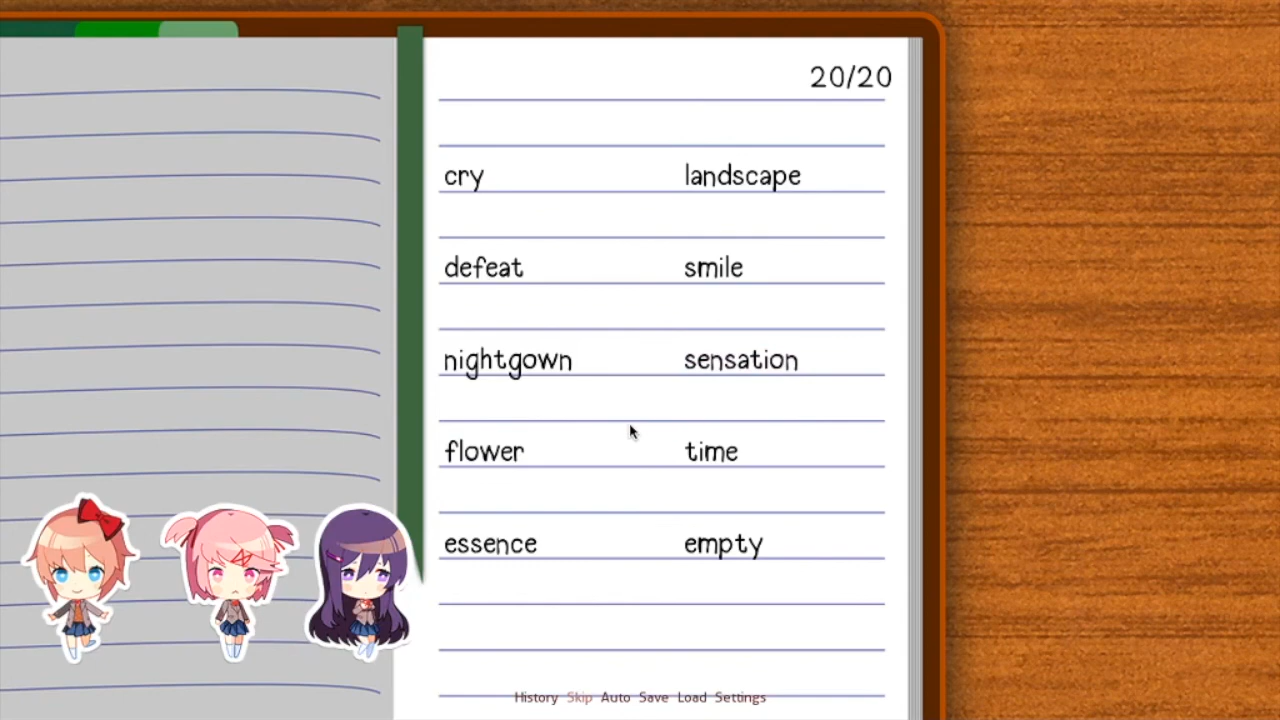 20/20
cry landscape
defeat smile
nightgown sensation
flower time
essence empty
History Skip Auto Save Load Settings